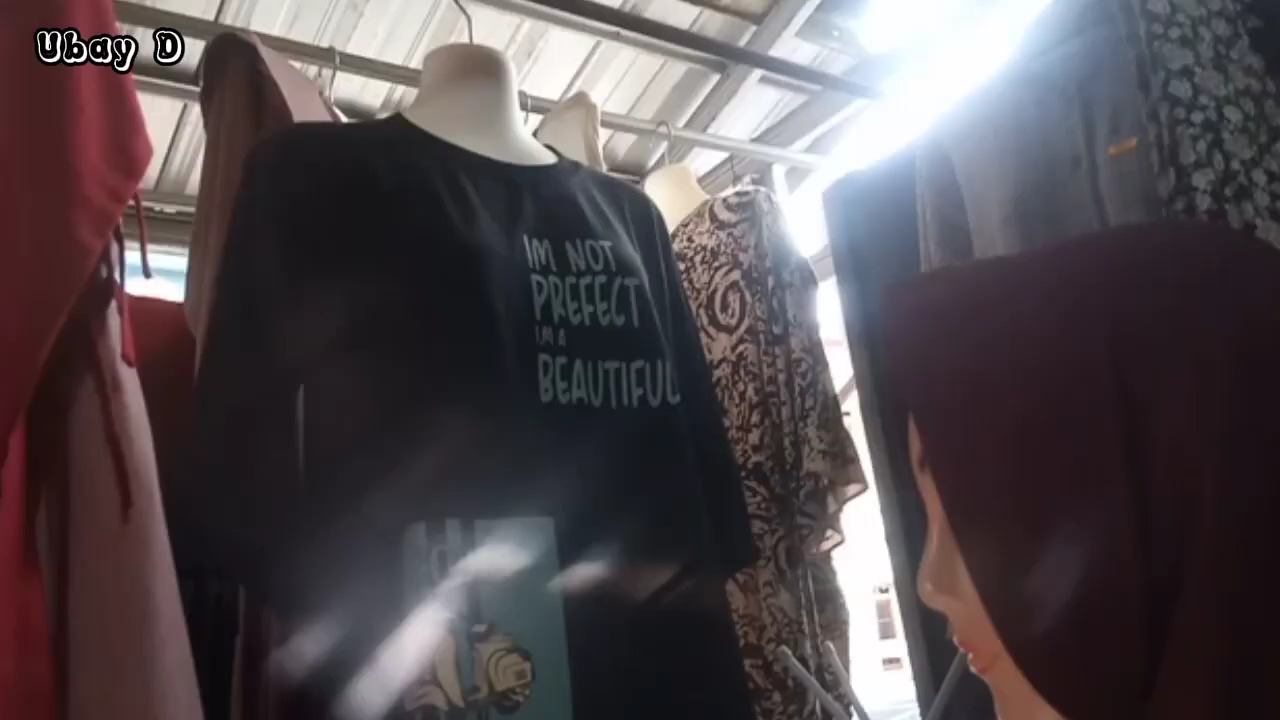 Ubay D
IM NOT
PREFECT
IM A
BEAUTIFUL